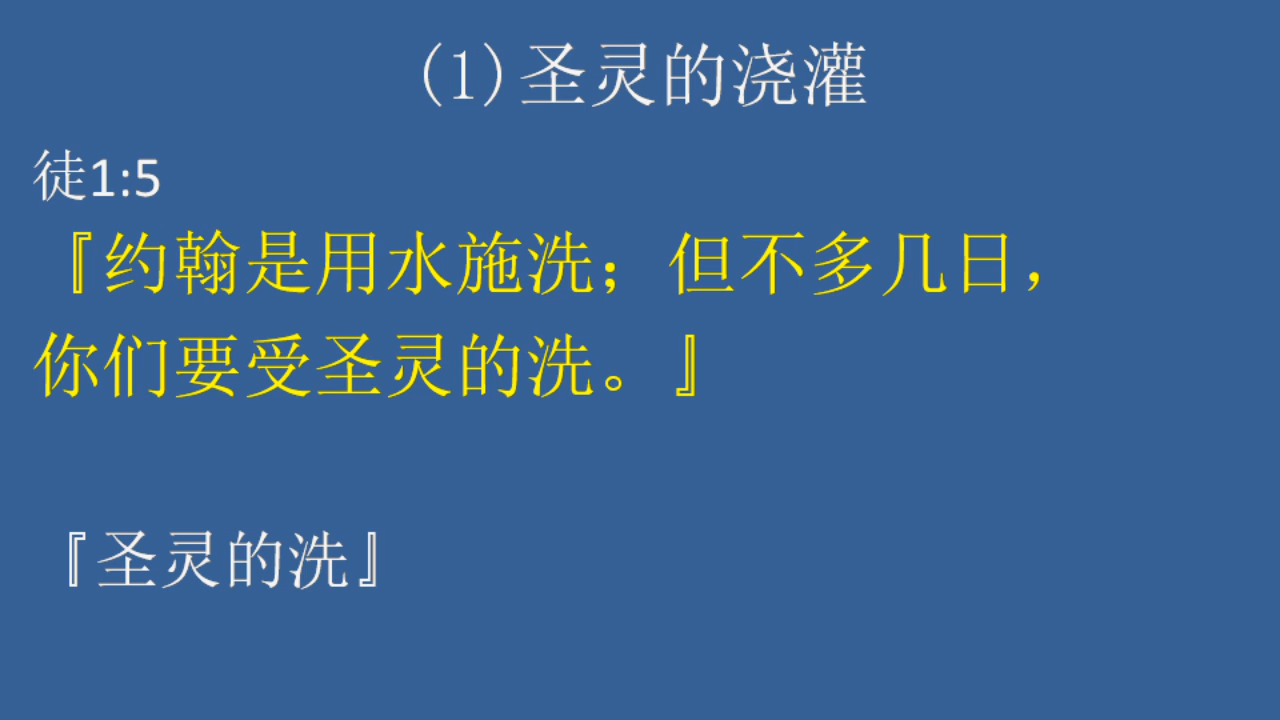 (1)圣灵的浇灌
徒1:5
『约翰是用水施洗；但不多几日，
你们要受圣灵的洗。』
『圣灵的洗』